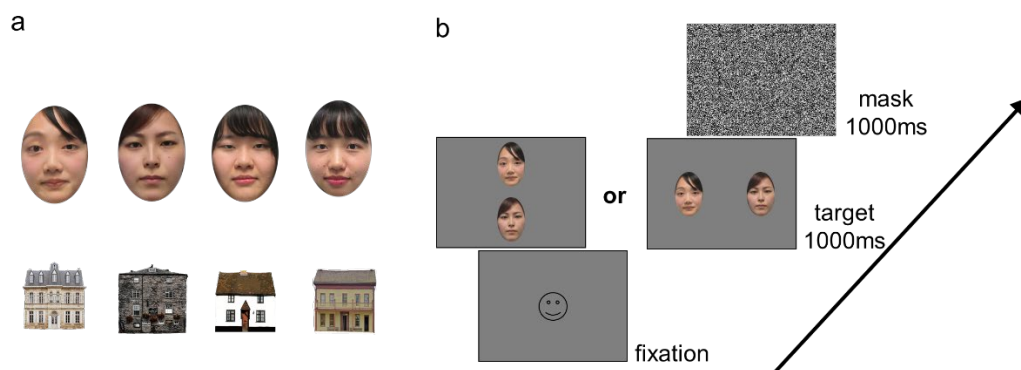 a
b
mask
1000ms
or
target
1000ms
fixation